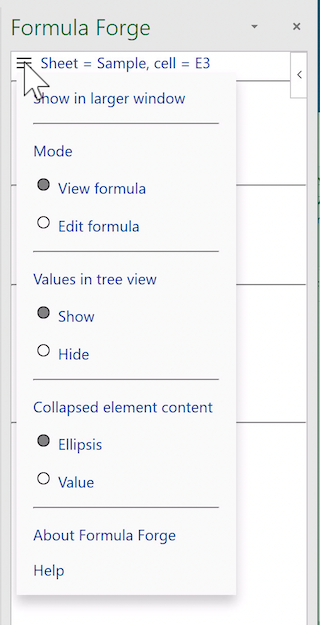 Formula Forge
Sheet = Sample, cell = E3
Show in larger window
Mode
View formula
Edit formula
Values in tree view
Show
Hide
Collapsed element content
Ellipsis
Value
About Formula Forge
Help